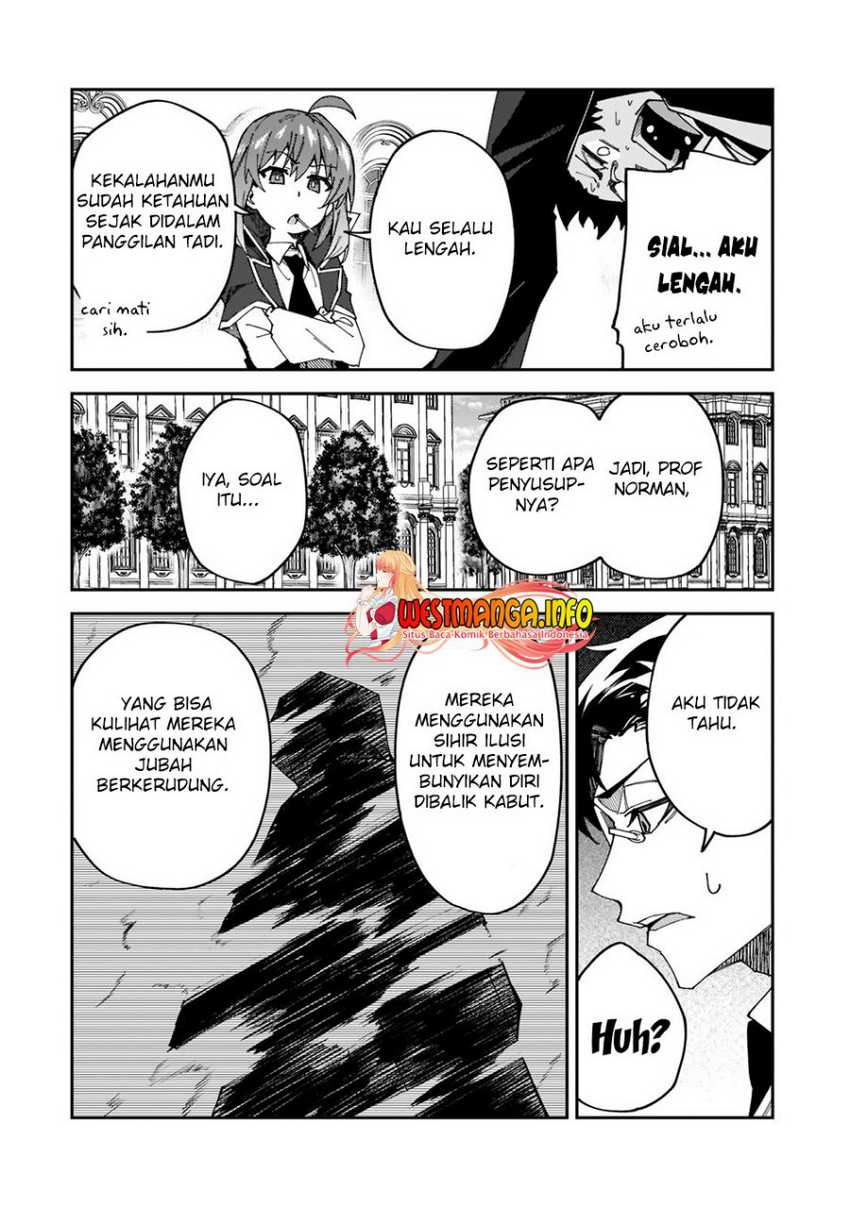 SIAL... AKU
LENGAH.
aku terlalu
ceroboh.
KAU SELALU
LENGAH.
KEKALAHANMU
SUDAH KETAHUAN
SEJAK DIDALAM
PANGGILAN TADI.
cari mati
sih.
JADI, PROF
NORMAN,
SEPERTI APA
PENYUSUP-
NYA?
IYA, SOAL
ITU...
WESTMANGA.INFO
Situs Baca Komik Berbahasa Indonesia
AKU TIDAK
TAHU.
Huh?
MEREKA
MENGGUNAKAN
SIHIR ILUSI
UNTUK MENYEM-
BUNYIKAN DIRI
DIBALIK KABUT.
YANG BISA
KULIHAT MEREKA
MENGGUNAKAN
JUBAH
BERKERUDUNG.